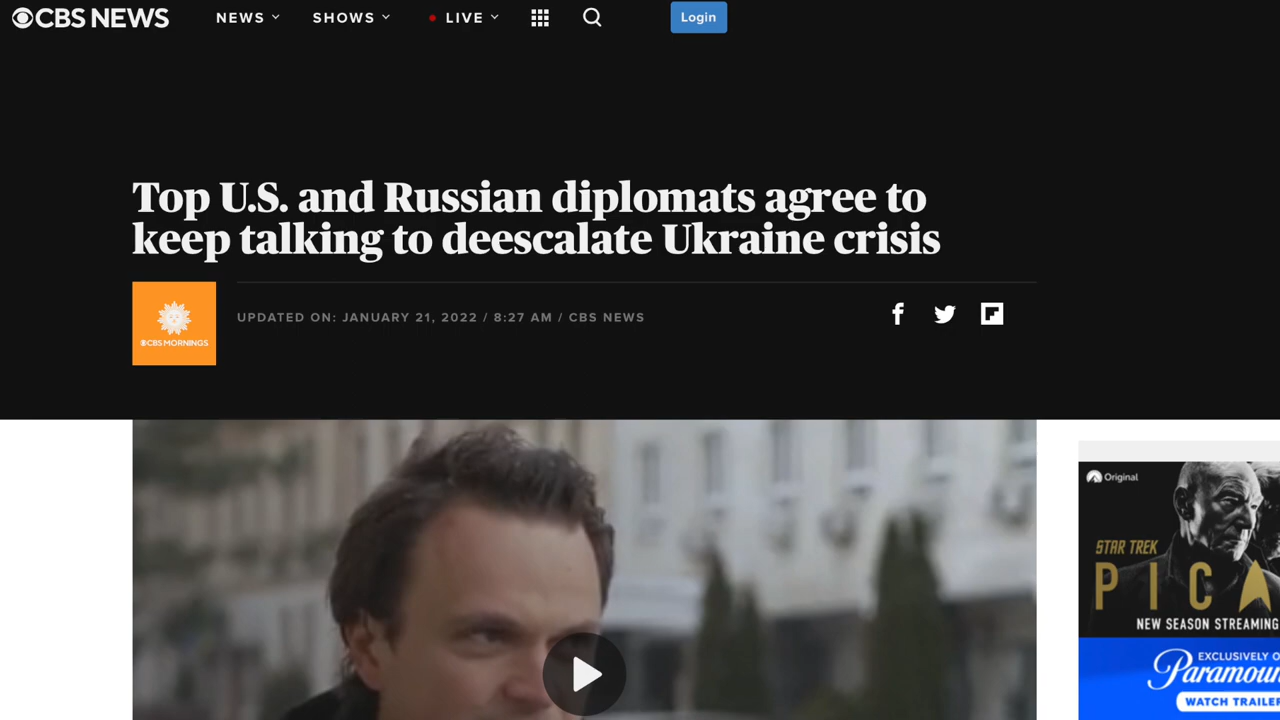 CBS NEWS
NEWS
SHOWS
LIVE
Login
Top U.S. and Russian diplomats agree to
keep talking to deescalate Ukraine crisis
CBS MORNINGS
UPDATED ON: JANUARY 21, 2022 / 8:27 AM / CBS NEWS
Original
STAR TREK
PICA
NEW SEASON STREAMING
EXCLUSIVELY O
Paramoun
WATCH TRAILER